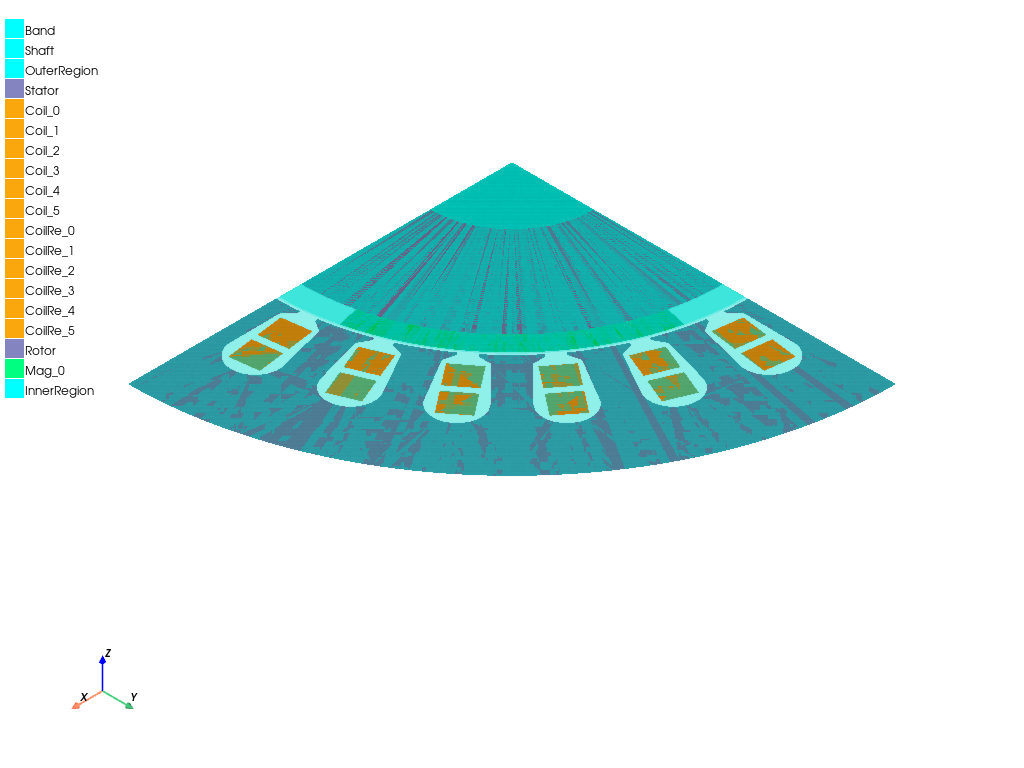 Band
Shaft
OuterRegion
Stator
Coil_0
Coil_1
Coil_2
Coil_3
Coil_4
Coil_5
CoilRe_0
CoilRe_1
CoilRe_2
CoilRe_3
CoilRe_4
CoilRe_5
Rotor
Mag_0
InnerRegion
Z
X
Y